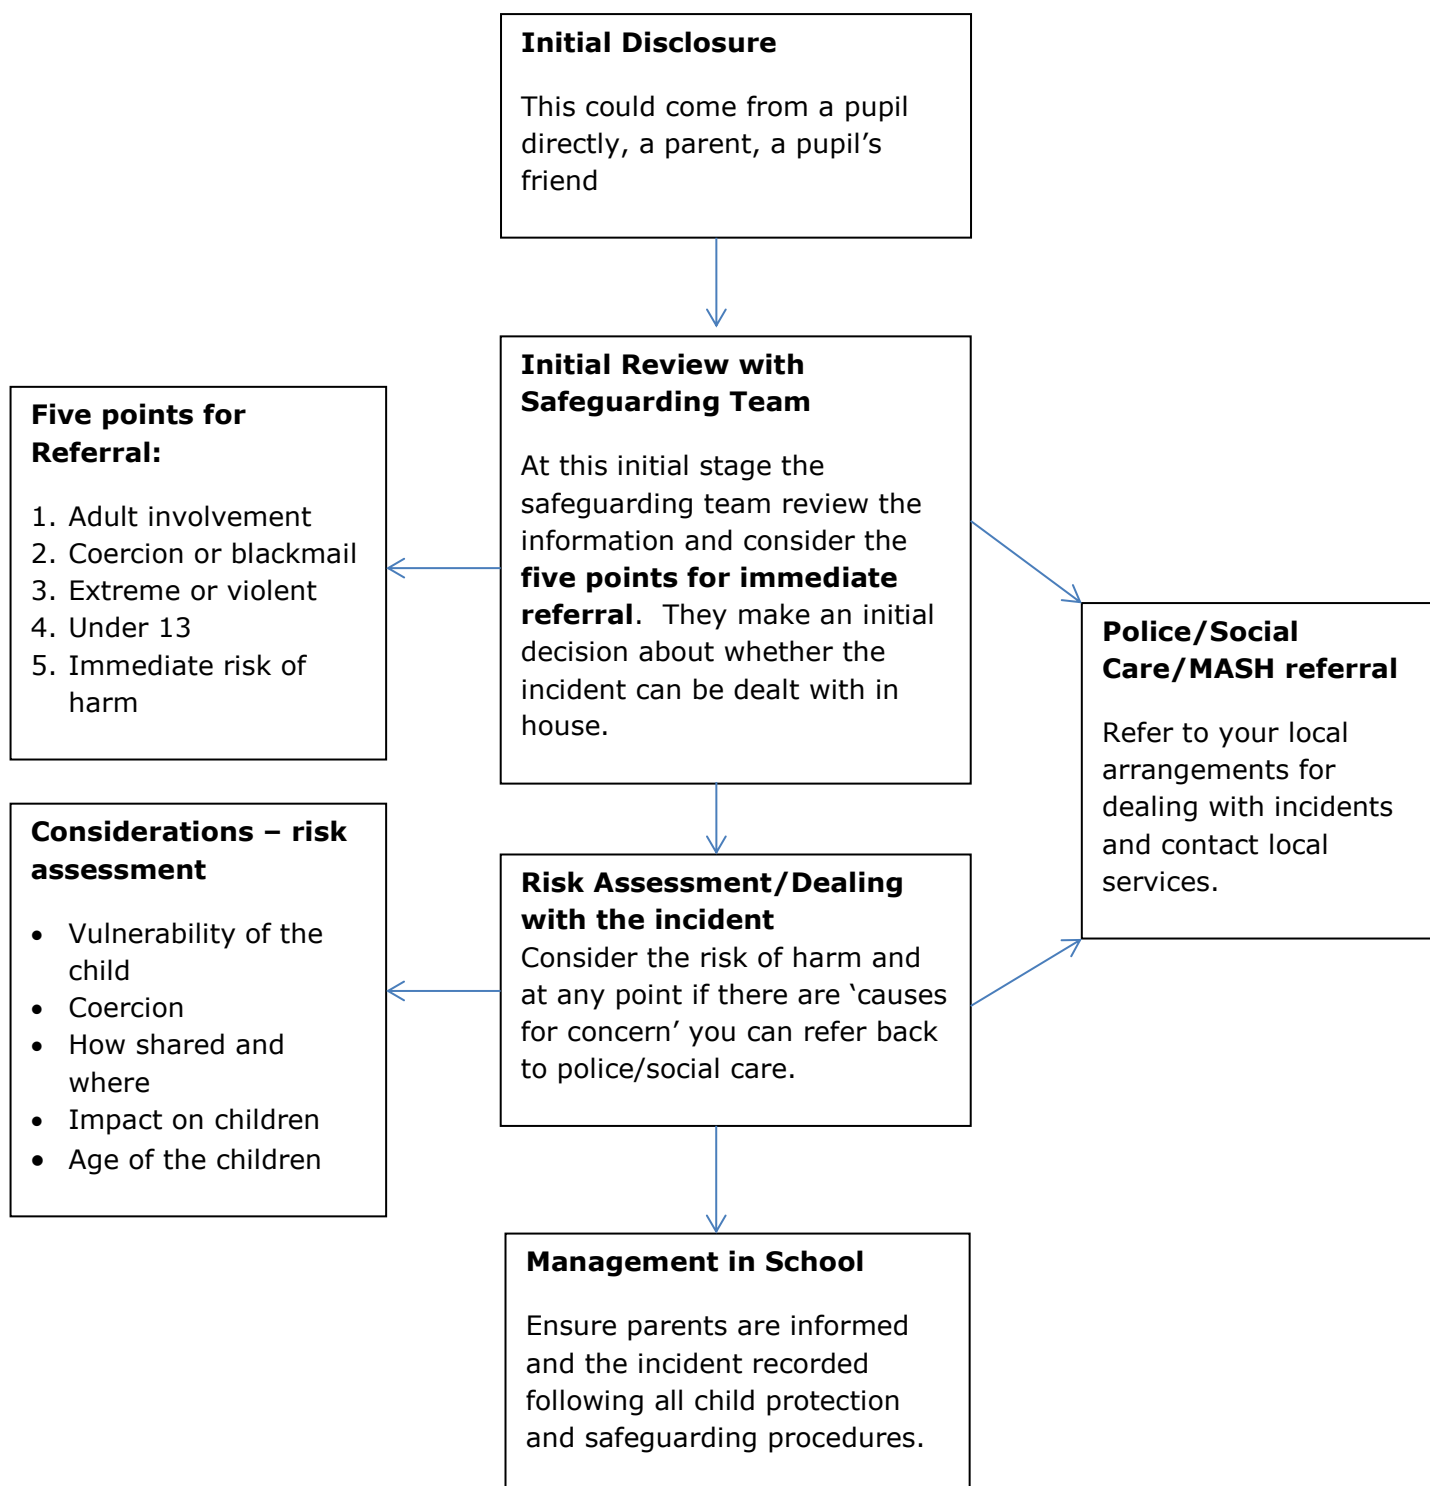 Initial Disclosure
This could come from a pupil
directly, a parent, a pupil’s
friend
Initial Review with
Safeguarding Team
At this initial stage the
safeguarding team review the
information and consider the
five points for immediate
referral.  They make an initial
decision about whether the
incident can be dealt with in
house.
Five points for
Referral:
1. Adult involvement
2. Coercion or blackmail
3. Extreme or violent
4. Under 13
5. Immediate risk of
harm
Police/Social
Care/MASH referral
Refer to your local
arrangements for
dealing with incidents
and contact local
services.
Considerations – risk
assessment
• Vulnerability of the
child
• Coercion
• How shared and
where
• Impact on children
• Age of the children
Risk Assessment/Dealing
with the incident
Consider the risk of harm and
at any point if there are ‘causes
for concern’ you can refer back
to police/social care.
Management in School
Ensure parents are informed
and the incident recorded
following all child protection
and safeguarding procedures.